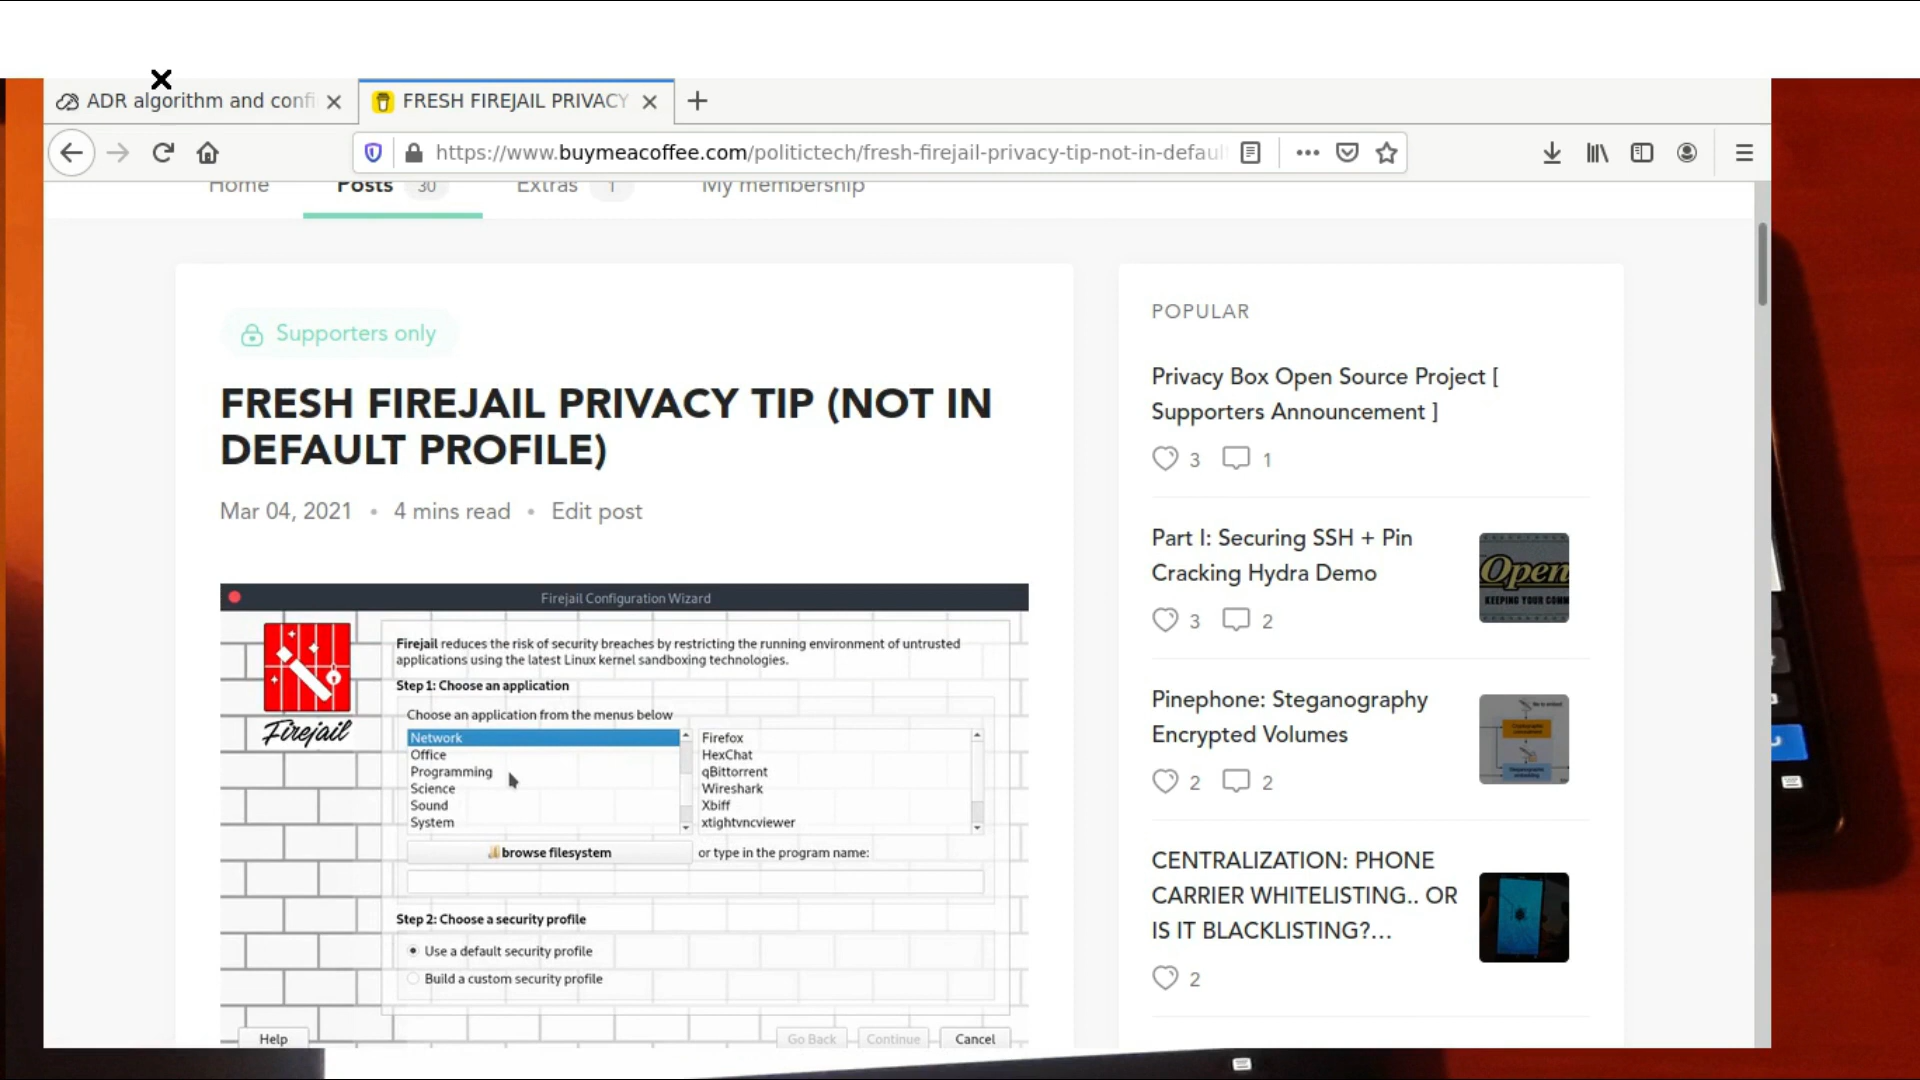 ADR algorithm and confi
FRESH FIREJAIL PRIVACY
https://www.buymeacoffee.com/politictech/fresh-firejail-privacy-tip-not-in-defaul
Home Posts 30 Extras 1 My membership
Supporters only
FRESH FIREJAIL PRIVACY TIP (NOT IN
DEFAULT PROFILE)
Mar 04, 2021 • 4 mins read • Edit post
Firejail Configuration Wizard
Firejail
Firejail reduces the risk of security breaches by restricting the running environment of untrusted
applications using the latest Linux kernel sandboxing technologies.
Step 1: Choose an application
Choose an application from the menus below
Network
Office
Programming
Science
Sound
System
Firefox
HexChat
qBittorrent
Wireshark
Xbiff
xtightvncviewer
browse filesystem
or type in the program name:
Step 2: Choose a security profile
Use a default security profile
Build a custom security profile
Help
Go Back
Continue
Cancel
POPULAR
Privacy Box Open Source Project [
Supporters Announcement ]
3 1
Part I: Securing SSH + Pin
Cracking Hydra Demo
3 2
Open
KEEPING YOUR COMM
Pinephone: Steganography
Encrypted Volumes
2 2
CENTRALIZATION: PHONE
CARRIER WHITELISTING.. OR
IS IT BLACKLISTING?...
2